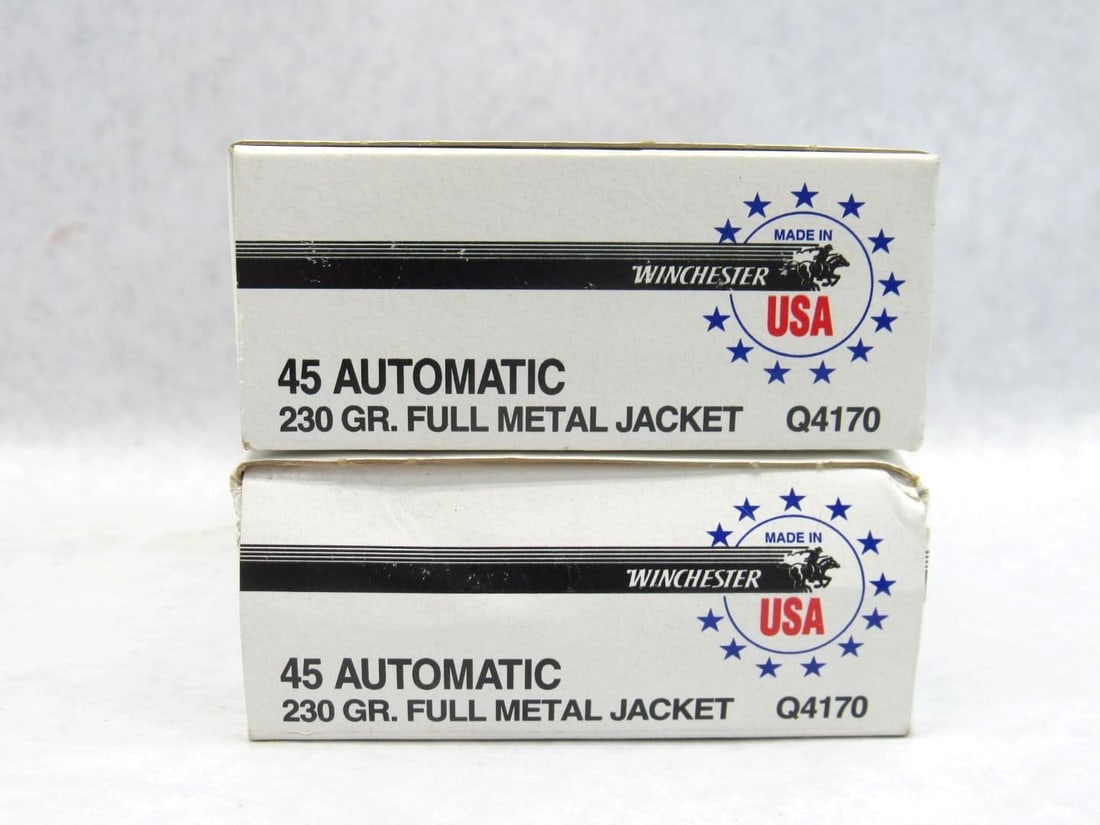 MADE IN
WINCHESTER
USA
45 AUTOMATIC
230 GR. FULL METAL JACKET Q4170
MADE IN
WINCHESTER
USA
45 AUTOMATIC
230 GR. FULL METAL JACKET Q4170